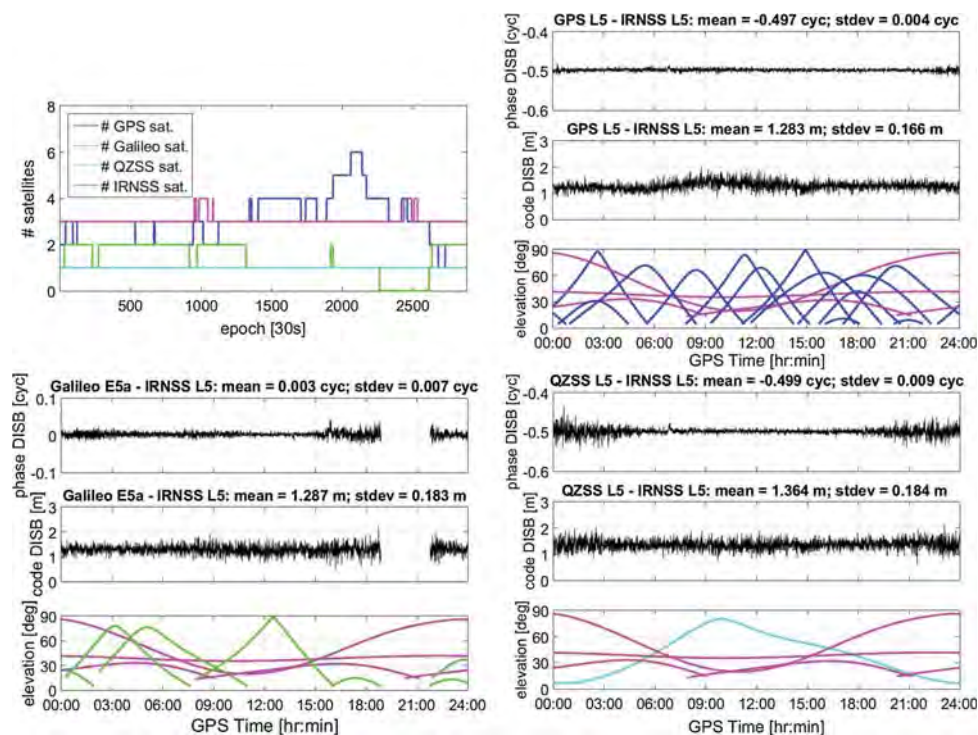 8
6
4
2
0
# satellites
# GPS sat.
# Galileo sat.
# QZSS sat.
# IRNSS sat.
500 1000 1500 2000 2500
epoch [30s]
GPS L5 - IRNSS L5: mean = -0.497 cyc; stdev = 0.004 cyc
phase DISB [cyc]
-0.4
-0.5
-0.6
GPS L5 - IRNSS L5: mean = 1.283 m; stdev = 0.166 m
code DISB [m]
3
2
1
0
elevation [deg]
90
60
30
0
00:00 03:00 06:00 09:00 12:00 15:00 18:00 21:00 24:00
GPS Time [hr:min]
Galileo E5a - IRNSS L5: mean = 0.003 cyc; stdev = 0.007 cyc
phase DISB [cyc]
0.1
0
-0.1
Galileo E5a - IRNSS L5: mean = 1.287 m; stdev = 0.183 m
code DISB [m]
3
2
1
0
elevation [deg]
90
60
30
0
00:00 03:00 06:00 09:00 12:00 15:00 18:00 21:00 24:00
GPS Time [hr:min]
QZSS L5 - IRNSS L5: mean = -0.499 cyc; stdev = 0.009 cyc
phase DISB [cyc]
-0.4
-0.5
-0.6
QZSS L5 - IRNSS L5: mean = 1.364 m; stdev = 0.184 m
code DISB [m]
3
2
1
0
elevation [deg]
90
60
30
0
00:00 03:00 06:00 09:00 12:00 15:00 18:00 21:00 24:00
GPS Time [hr:min]